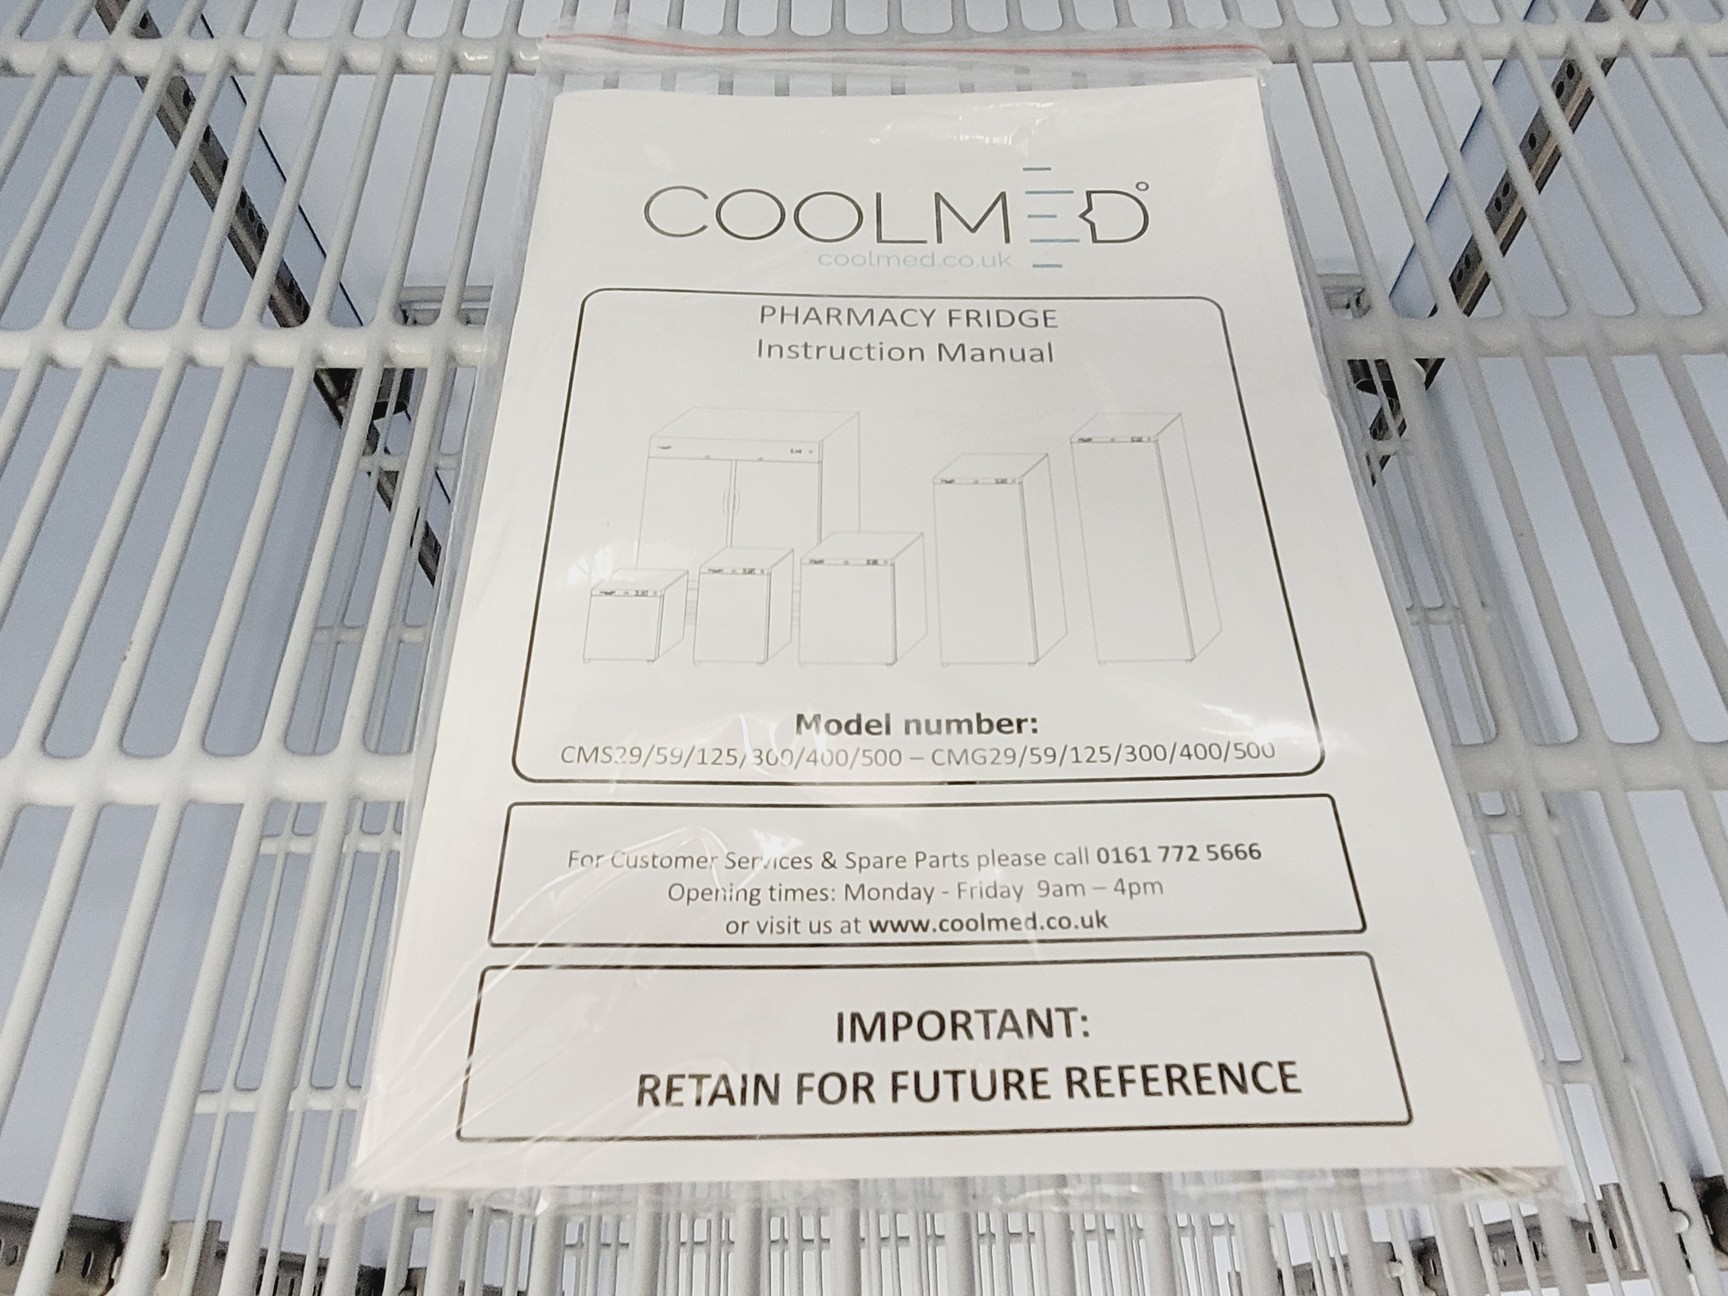 COOLMED°
coolmed.co.uk
PHARMACY FRIDGE
Instruction Manual
Model number:
CMS29/59/125/300/400/500 – CMG29/59/125/300/400/500
For Customer Services & Spare Parts please call 0161 772 5666
Opening times: Monday - Friday 9am – 4pm
or visit us at www.coolmed.co.uk
IMPORTANT:
RETAIN FOR FUTURE REFERENCE